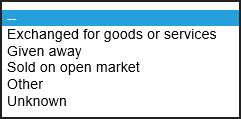 --
Exchanged for goods or services
Given away
Sold on open market
Other
Unknown